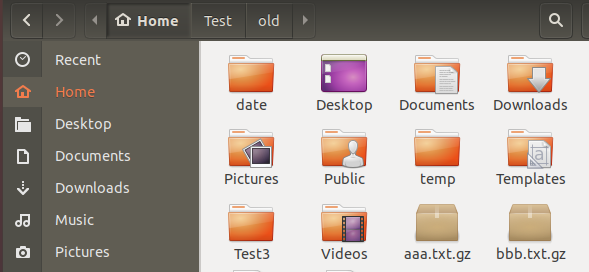 Home Test old
Recent
Home
Desktop
Documents
Downloads
Music
Pictures
date Desktop Documents Downloads
Pictures Public temp Templates
Test3 Videos aaa.txt.gz bbb.txt.gz